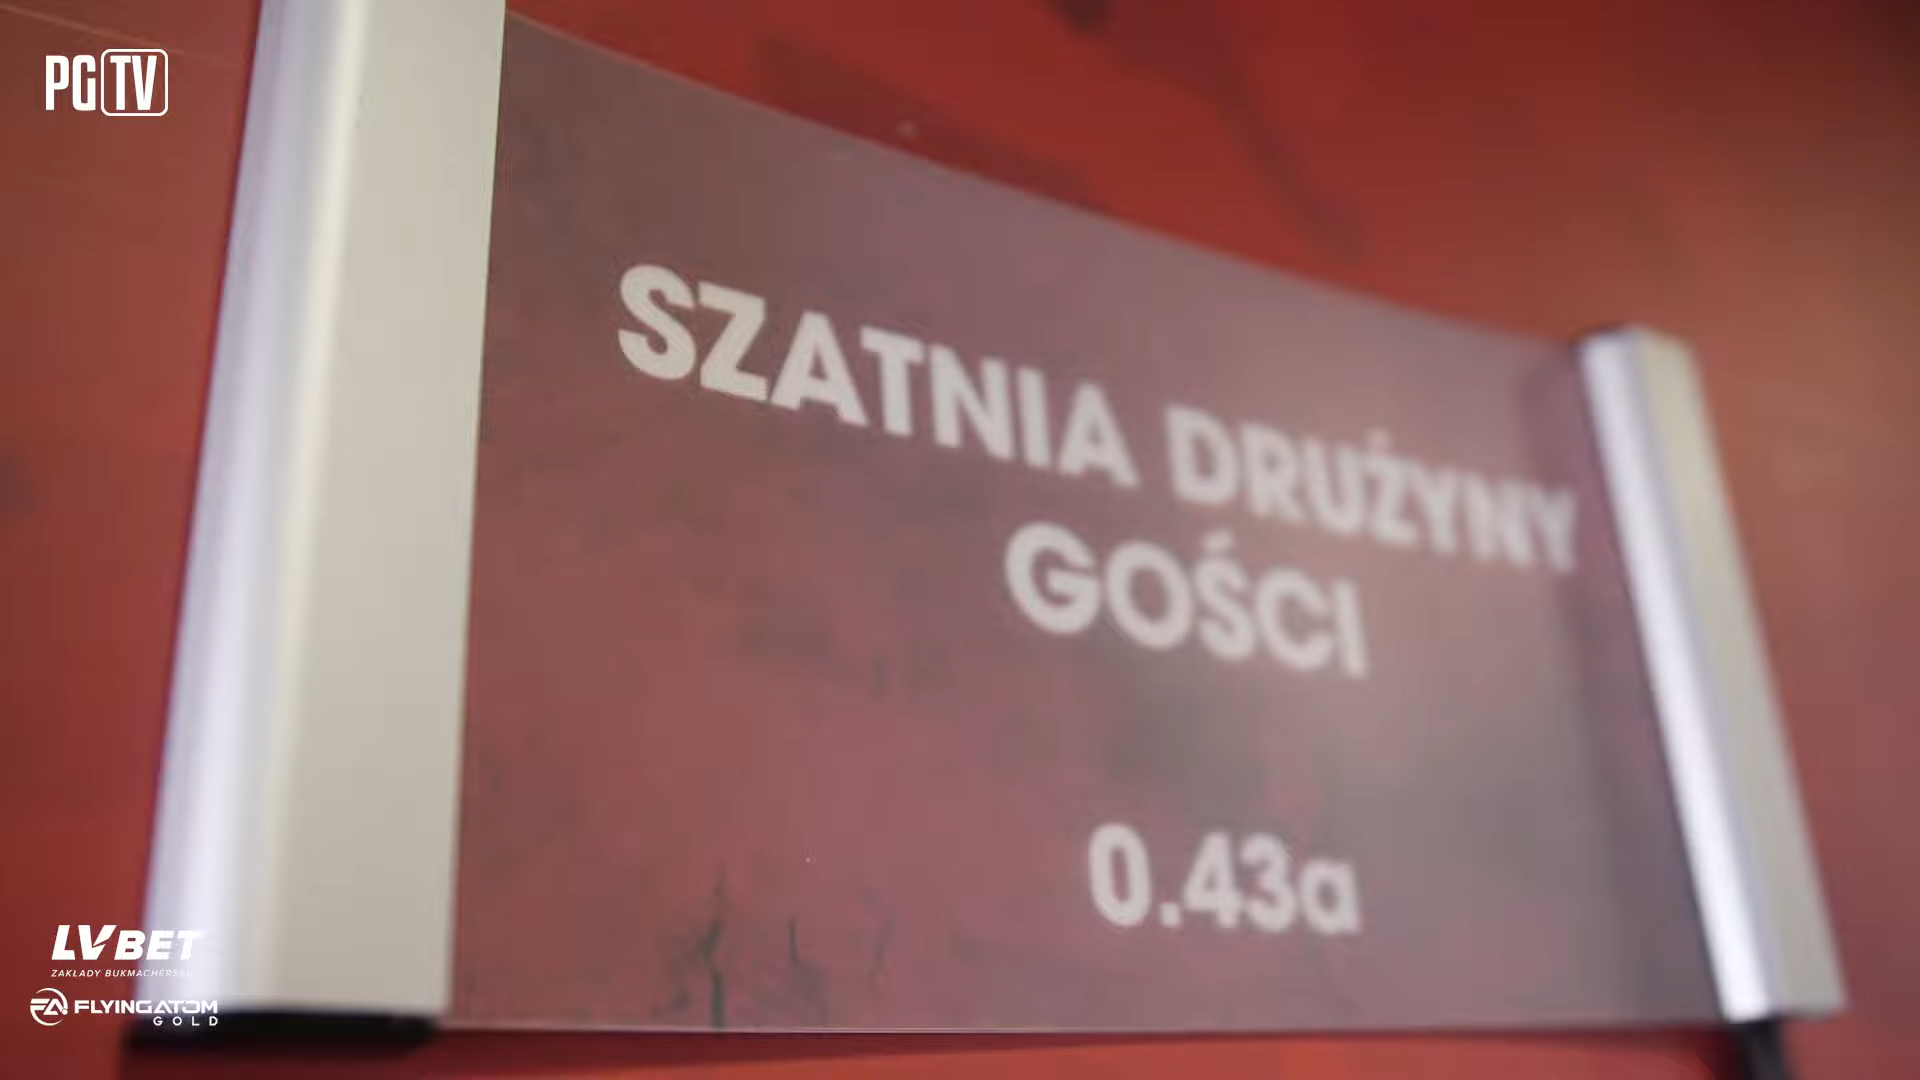 PGTV
SZATNIA DRUŻYNY
GOŚCI
0.43a
LVBET
ZAKŁADY BUKMACHERSKIE
FLYINGATOM
GOLD